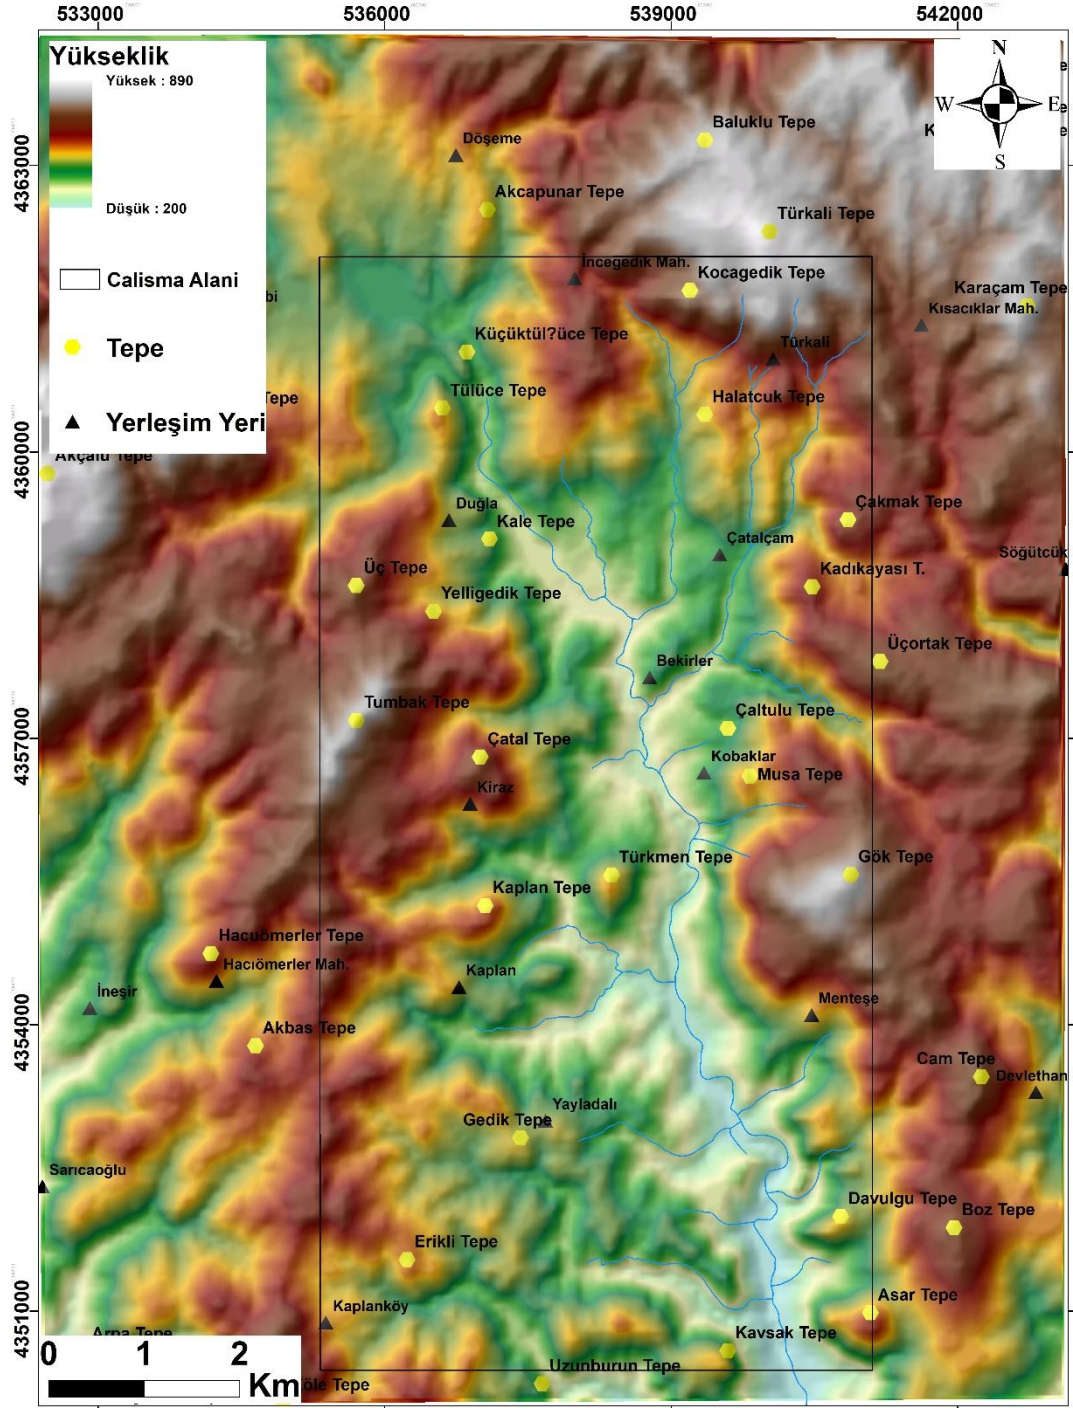 533000
536000
539000
542000
Yükseklik
Yüksek : 890
Düşük : 200
Calisma Alani
Tepe
Yerleşim Yeri
N
W
E
S
4363000
4360000
4357000
4354000
4351000
Baluklu Tepe
Döşeme
Akcapunar Tepe
Türkali Tepe
İncegedik Mah.
Kocagedik Tepe
Karaçam Tepe
bi
Kısacıklar Mah.
Küçüktül?üce Tepe
Türkali
Tülüce Tepe
Tepe
Halatcuk Tepe
Akçalu Tepe
Duğla
Kale Tepe
Çakmak Tepe
Çatalçam
Söğütcük
Üç Tepe
Kadıkayası T.
Yelligedik Tepe
Üçortak Tepe
Bekirler
Tumbak Tepe
Çaltulu Tepe
Çatal Tepe
Kobaklar
Musa Tepe
Kiraz
Türkmen Tepe
Gök Tepe
Kaplan Tepe
Hacuömerler Tepe
Hacıömerler Mah.
Kaplan
İneşir
Menteşe
Akbas Tepe
Cam Tepe
Devlethan
Yayladalı
Gedik Tepe
Sarıcaoğlu
Davulgu Tepe
Boz Tepe
Erikli Tepe
Asar Tepe
Kaplanköy
Arpa Tepe
Kavsak Tepe
Uzunburun Tepe
öle Tepe
0 1 2
Km